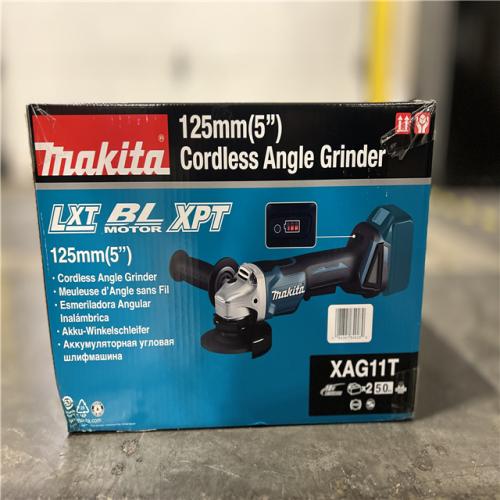 125mm(5")
Cordless Angle Grinder
makita
LXT BL MOTOR XPT
125mm(5")
• Cordless Angle Grinder
• Meuleuse d'Angle sans Fil
• Esmeriladora Angular
Inalámbrica
• Akku-Winkelschleifer
• Аккумуляторная угловая
шлифмашина
makita
XAG11T
x2 5.0